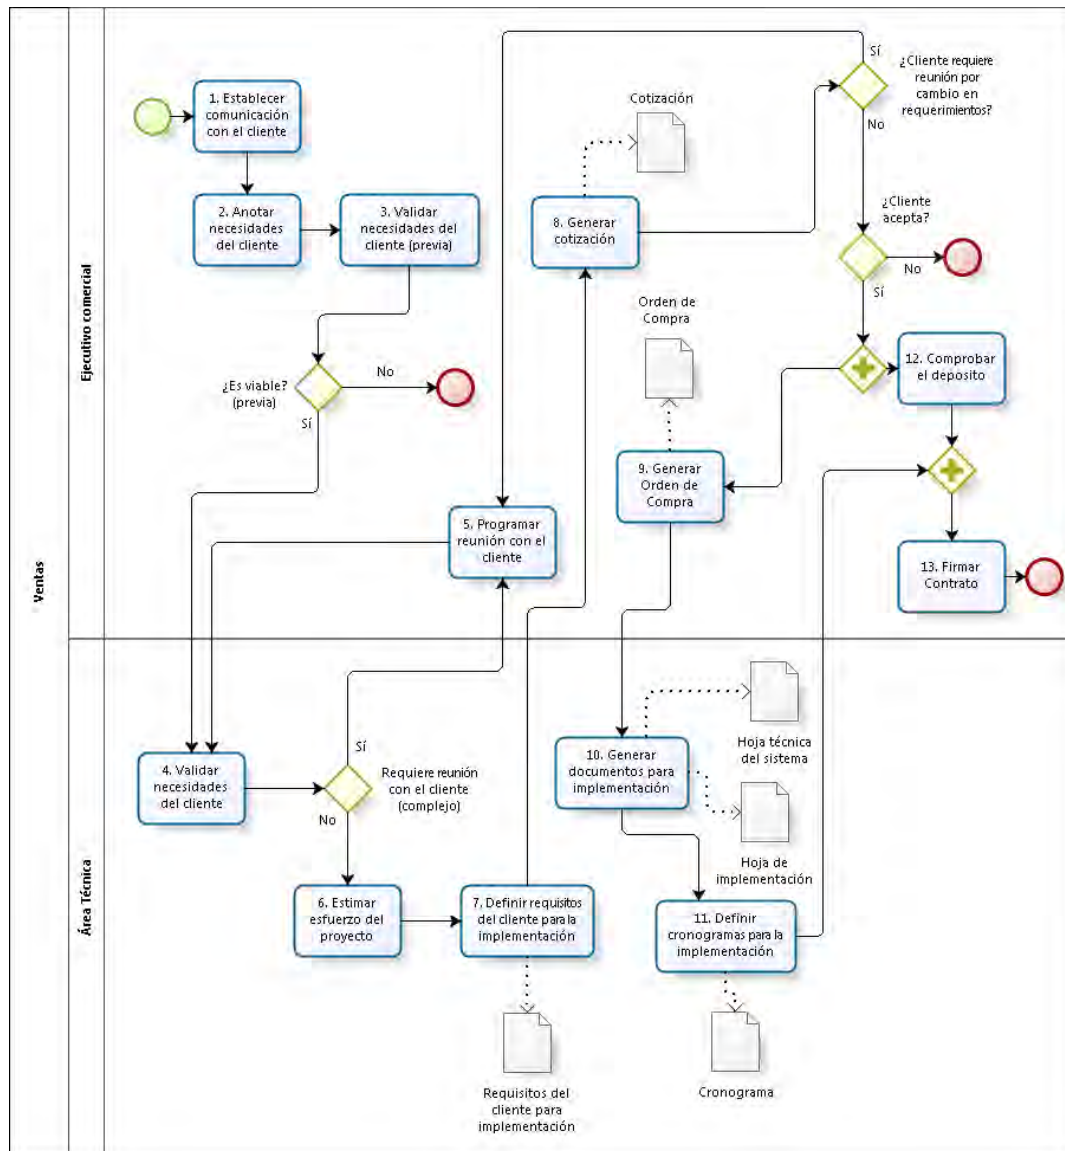 Ventas
Ejecutivo comercial
1. Establecer
comunicación
con el cliente
2. Anotar
necesidades
del cliente
3. Validar
necesidades del
cliente (previa)
¿Es viable?
(previa)
No
Sí
Cotización
8. Generar
cotización
Sí
¿Cliente requiere
reunión por
cambio en
requerimientos?
No
¿Cliente
acepta?
No
Sí
Orden de
Compra
9. Generar
Orden de
Compra
12. Comprobar
el deposito
5. Programar
reunión con el
cliente
13. Firmar
Contrato
Área Técnica
4. Validar
necesidades
del cliente
Sí
Requiere reunión
con el cliente
(complejo)
No
6. Estimar
esfuerzo del
proyecto
7. Definir requisitos
del cliente para la
implementación
Requisitos del
cliente para
implementación
10. Generar
documentos para
implementación
Hoja técnica
del sistema
Hoja de
implementación
11. Definir
cronogramas para la
implementación
Cronograma